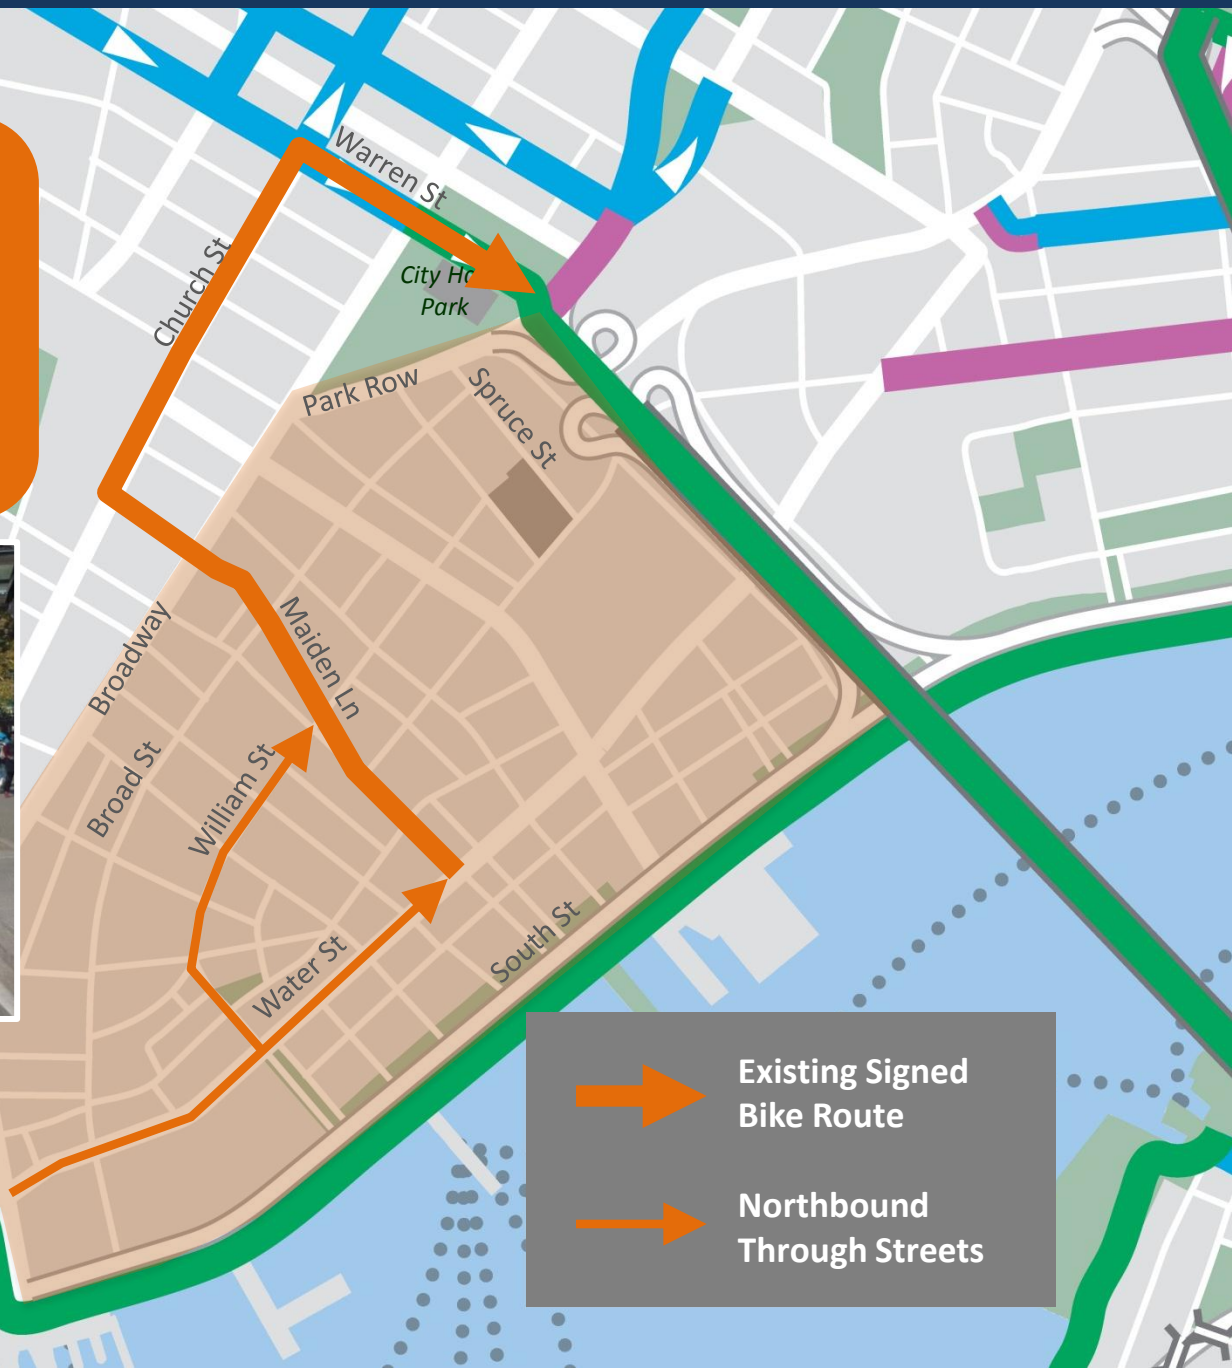 Warren St
Church St
City Ha
Park
Park Row
Spruce St
Maiden Ln
Broadway
Broad St
William St
Water St
South St
Existing Signed
Bike Route
Northbound
Through Streets